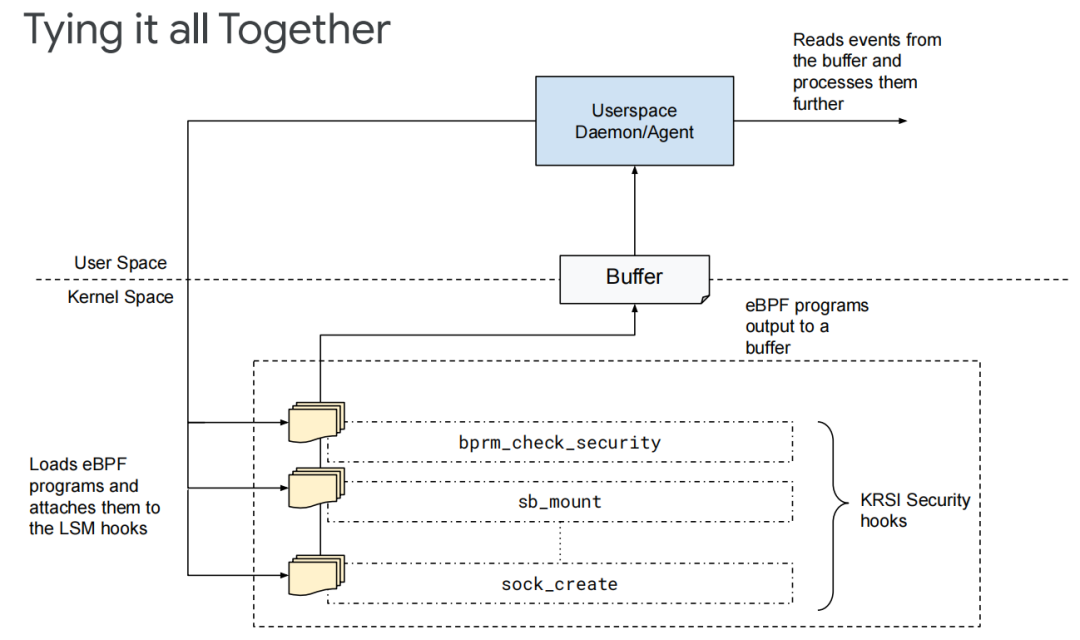 Tying it all Together
Reads events from
the buffer and
processes them
further
Userspace
Daemon/Agent
User Space
Buffer
Kernel Space
eBPF programs
output to a
buffer
bprm_check_security
Loads eBPF
programs and
attaches them to
the LSM hooks
sb_mount
KRSI Security
hooks
sock_create